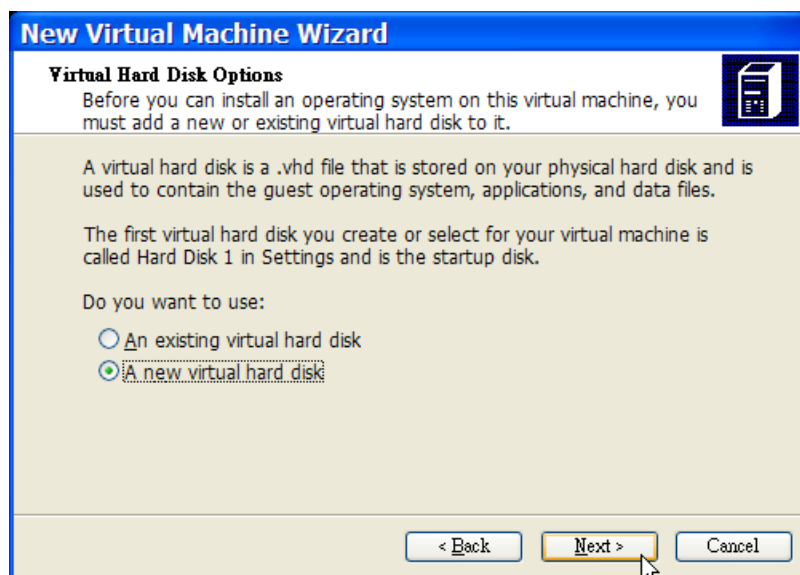 New Virtual Machine Wizard
Virtual Hard Disk Options
Before you can install an operating system on this virtual machine, you
must add a new or existing virtual hard disk to it.
A virtual hard disk is a .vhd file that is stored on your physical hard disk and is
used to contain the guest operating system, applications, and data files.
The first virtual hard disk you create or select for your virtual machine is
called Hard Disk 1 in Settings and is the startup disk.
Do you want to use:
An existing virtual hard disk
A new virtual hard disk
< Back
Next >
Cancel